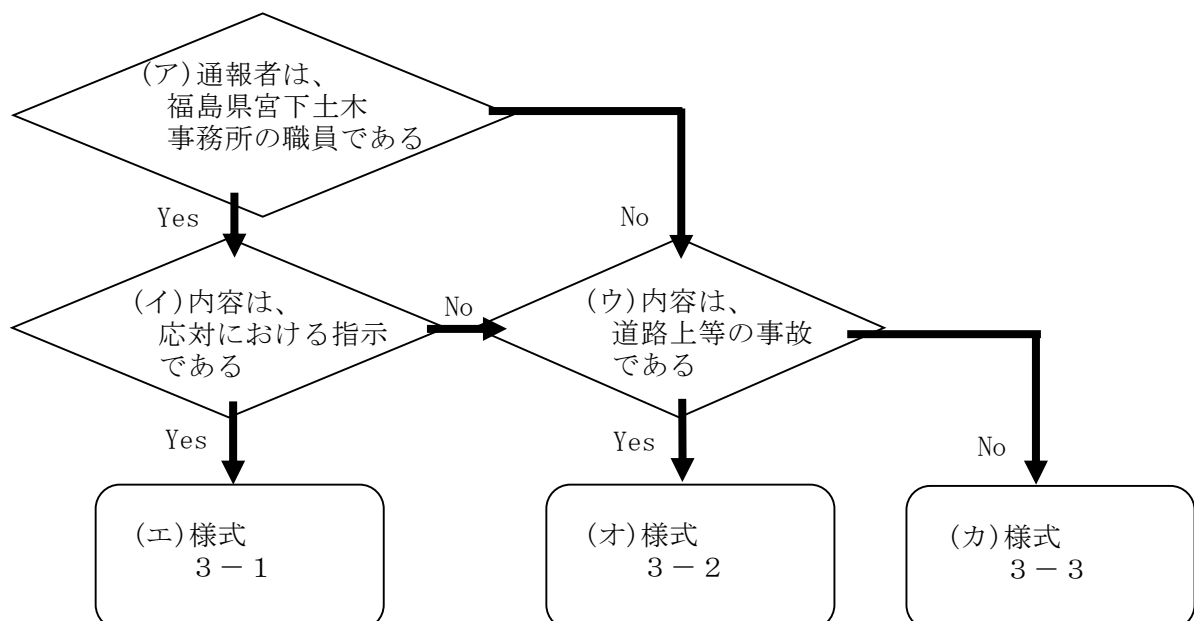 (ア)通報者は、
福島県宮下土木
事務所の職員である
Yes
No
(イ)内容は、
応対における指示
である
No
(ウ)内容は、
道路上等の事故
である
Yes
Yes
No
(エ)様式
3-1
(オ)様式
3-2
(カ)様式
3-3